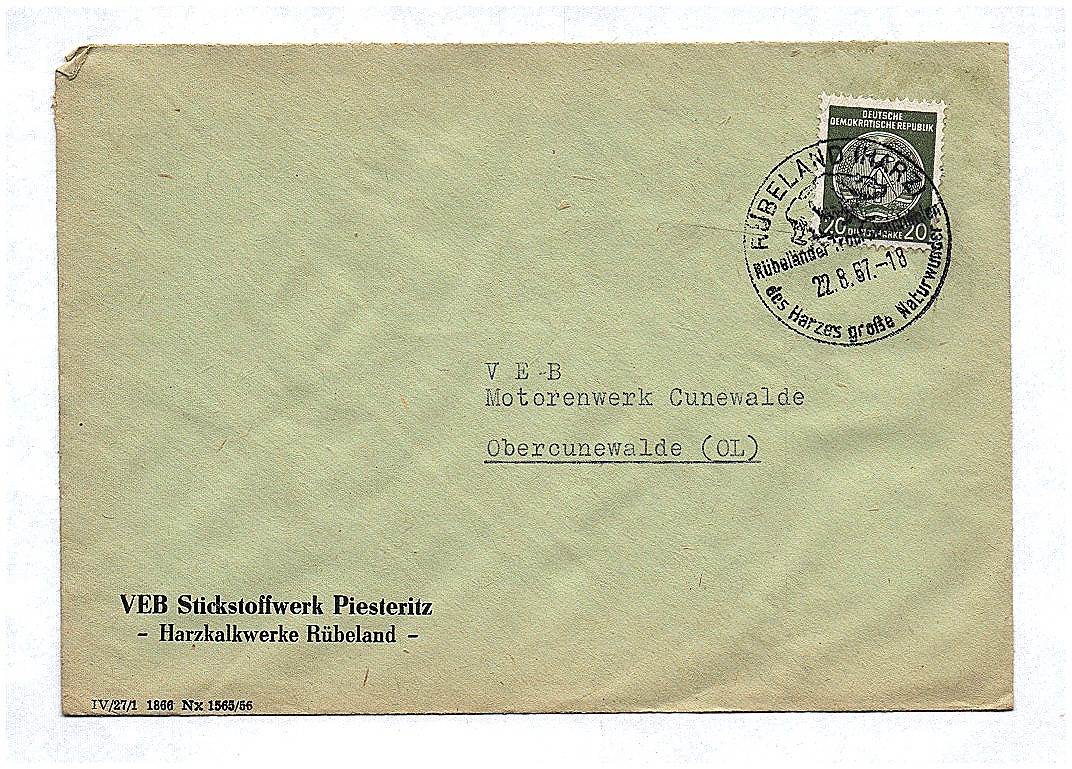 DEUTSCHE
DEMOKRATISCHE REPUBLIK
20 DIENSTMARKE 20
RÜBELAND (HARZ)
Rübeländer Tropfsteinhöhlen
22.8.57.-18
des Harzes große Naturwunder
V E B
Motorenwerk Cunewalde
Obercunewalde (OL)
VEB Stickstoffwerk Piesteritz
- Harzkalkwerke Rübeland -
IV/27/1 1866 Nx 1565/56